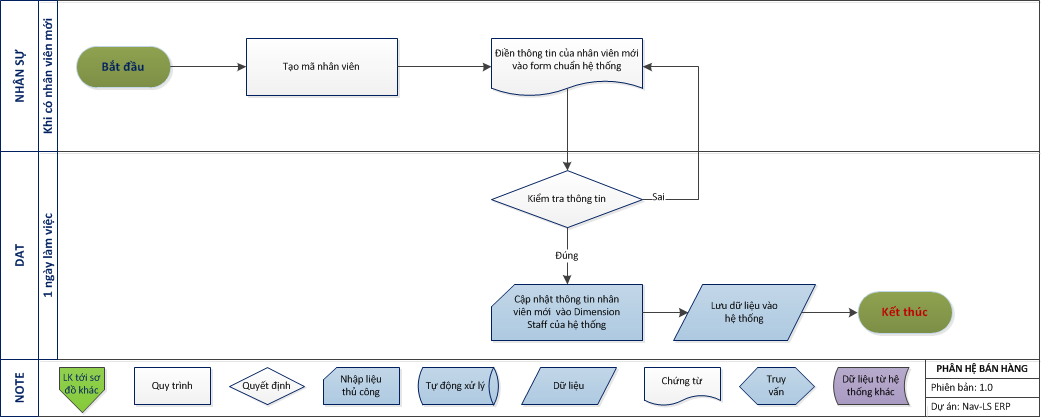 NHÂN SỰ
Khi có nhân viên mới
Bắt đầu
Tạo mã nhân viên
Điền thông tin của nhân viên mới
vào form chuẩn hệ thống
DAT
1 ngày làm việc
Kiểm tra thông tin
Sai
Đúng
Cập nhật thông tin nhân
viên mới vào Dimension
Staff của hệ thống
Lưu dữ liệu vào
hệ thống
Kết thúc
NOTE
LK tới sơ
đồ khác
Quy trình
Quyết định
Nhập liệu
thủ công
Tự động xử lý
Dữ liệu
Chứng từ
Truy
vấn
Dữ liệu từ hệ
thống khác
PHÂN HỆ BÁN HÀNG
Phiên bản: 1.0
Dự án: Nav-LS ERP